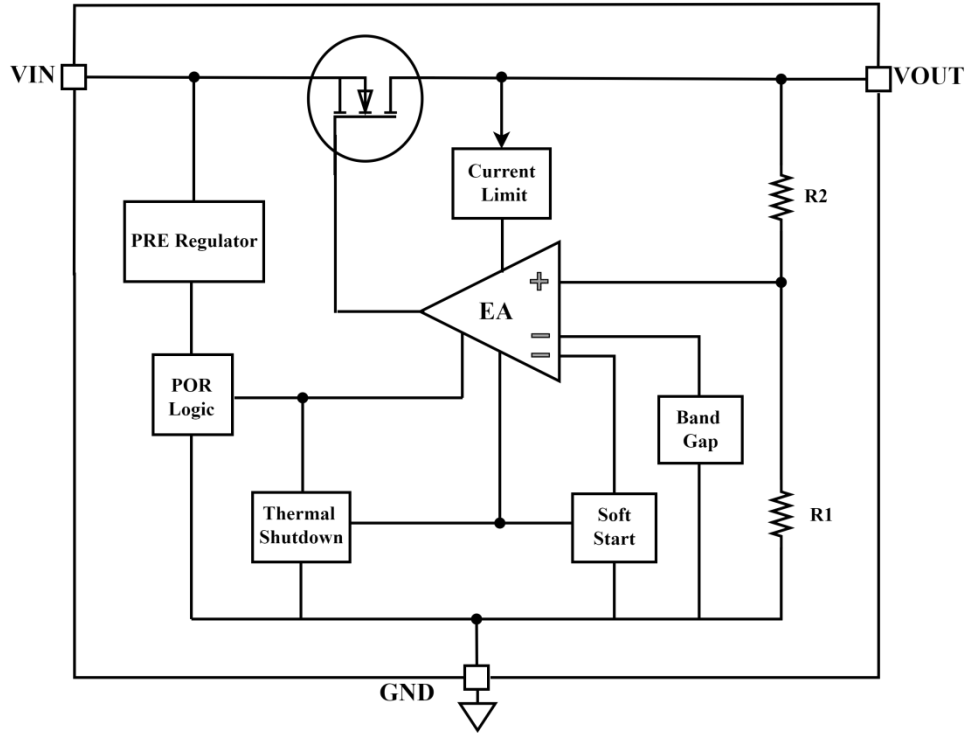 VIN
VOUT
Current
Limit
R2
PRE Regulator
+
EA
−
−
POR
Logic
Band
Gap
Thermal
Shutdown
Soft
Start
R1
GND